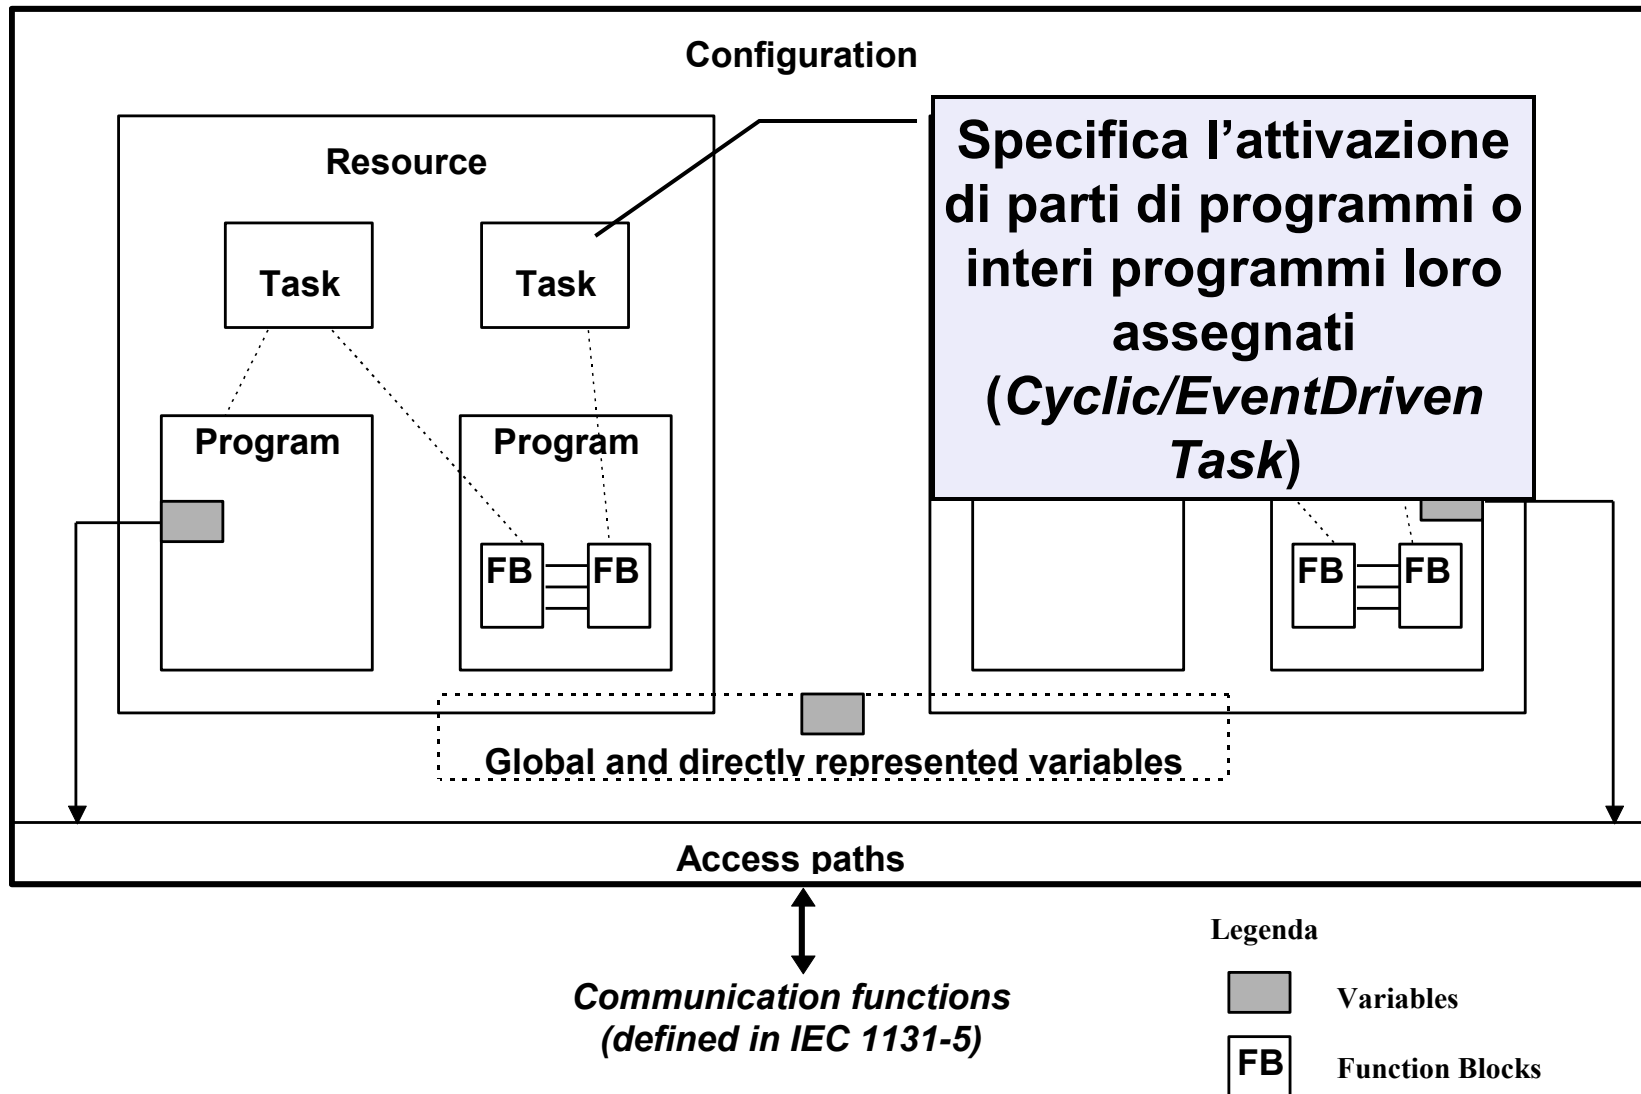 Configuration
Resource
Specifica l’attivazione
di parti di programmi o
interi programmi loro
assegnati
(Cyclic/EventDriven
Task)
Task
Task
Program
Program
FB
FB
FB
FB
Global and directly represented variables
Access paths
Communication functions
(defined in IEC 1131-5)
Legenda
Variables
FB
Function Blocks